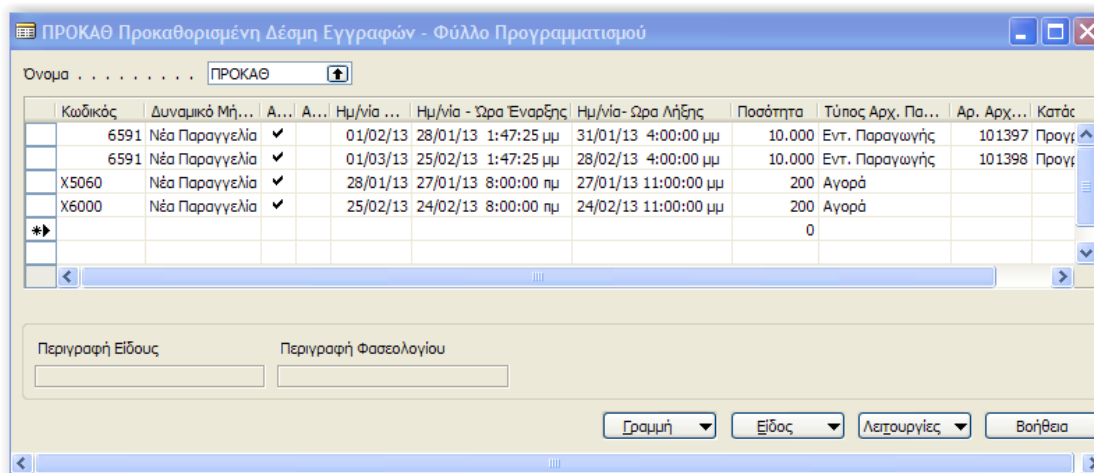 ΠΡΟΚΑΘ Προκαθορισμένη Δέσμη Εγγραφών - Φύλλο Προγραμματισμού
Όνομα . . . . . . . . . . ΠΡΟΚΑΘ
Κωδικός Δυναμικό Μή... Α... Α... Ημ/νία ... Ημ/νία - Ώρα Έναρξης Ημ/νία- Ωρα Λήξης Ποσότητα Τύπος Αρχ. Πα... Αρ. Αρχ... Κατάσ
6591 Νέα Παραγγελία ✔ 01/02/13 28/01/13 1:47:25 μμ 31/01/13 4:00:00 μμ 10.000 Εντ. Παραγωγής 101397 Προγρ
6591 Νέα Παραγγελία ✔ 01/03/13 25/02/13 1:47:25 μμ 28/02/13 4:00:00 μμ 10.000 Εντ. Παραγωγής 101398 Προγρ
X5060 Νέα Παραγγελία ✔ 28/01/13 27/01/13 8:00:00 πμ 27/01/13 11:00:00 μμ 200 Αγορά
X6000 Νέα Παραγγελία ✔ 25/02/13 24/02/13 8:00:00 πμ 24/02/13 11:00:00 μμ 200 Αγορά
0
Περιγραφή Είδους Περιγραφή Φασεολογίου
Γραμμή Είδος Λειτουργίες Βοήθεια